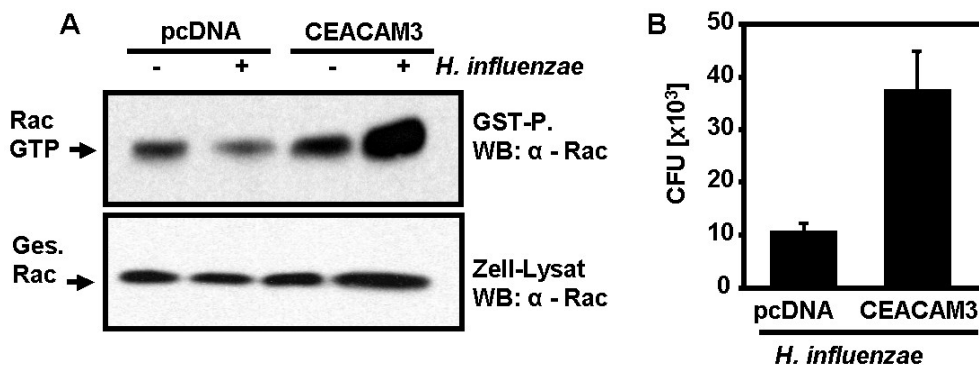 A
pcDNA CEACAM3
- + - + H. influenzae
Rac
GTP
GST-P.
WB: α - Rac
Ges.
Rac
Zell-Lysat
WB: α - Rac
B
CFU [x10³]
50
40
30
20
10
0
pcDNA CEACAM3
H. influenzae